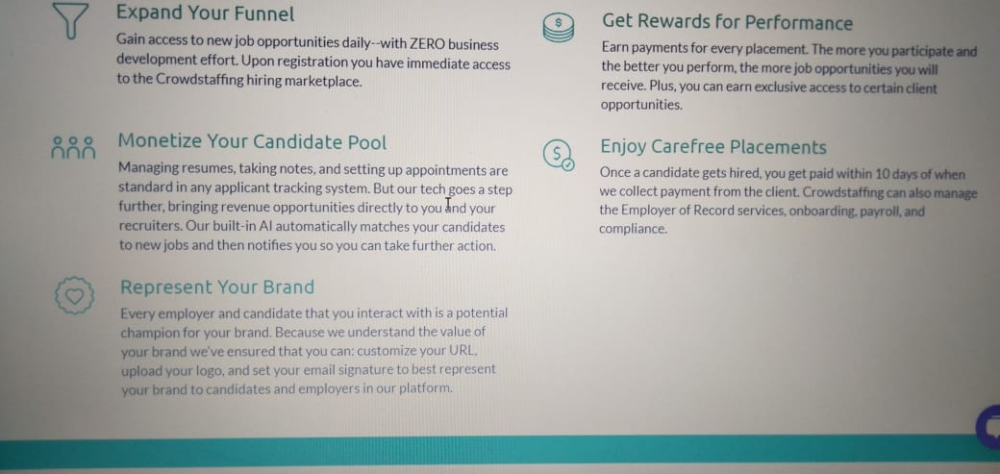 Expand Your Funnel
Gain access to new job opportunities daily--with ZERO business
development effort. Upon registration you have immediate access
to the Crowdstaffing hiring marketplace.
Get Rewards for Performance
Earn payments for every placement. The more you participate and
the better you perform, the more job opportunities you will
receive. Plus, you can earn exclusive access to certain client
opportunities.
Monetize Your Candidate Pool
Managing resumes, taking notes, and setting up appointments are
standard in any applicant tracking system. But our tech goes a step
further, bringing revenue opportunities directly to you and your
recruiters. Our built-in AI automatically matches your candidates
to new jobs and then notifies you so you can take further action.
Enjoy Carefree Placements
Once a candidate gets hired, you get paid within 10 days of when
we collect payment from the client. Crowdstaffing can also manage
the Employer of Record services, onboarding, payroll, and
compliance.
Represent Your Brand
Every employer and candidate that you interact with is a potential
champion for your brand. Because we understand the value of
your brand we've ensured that you can: customize your URL,
upload your logo, and set your email signature to best represent
your brand to candidates and employers in our platform.